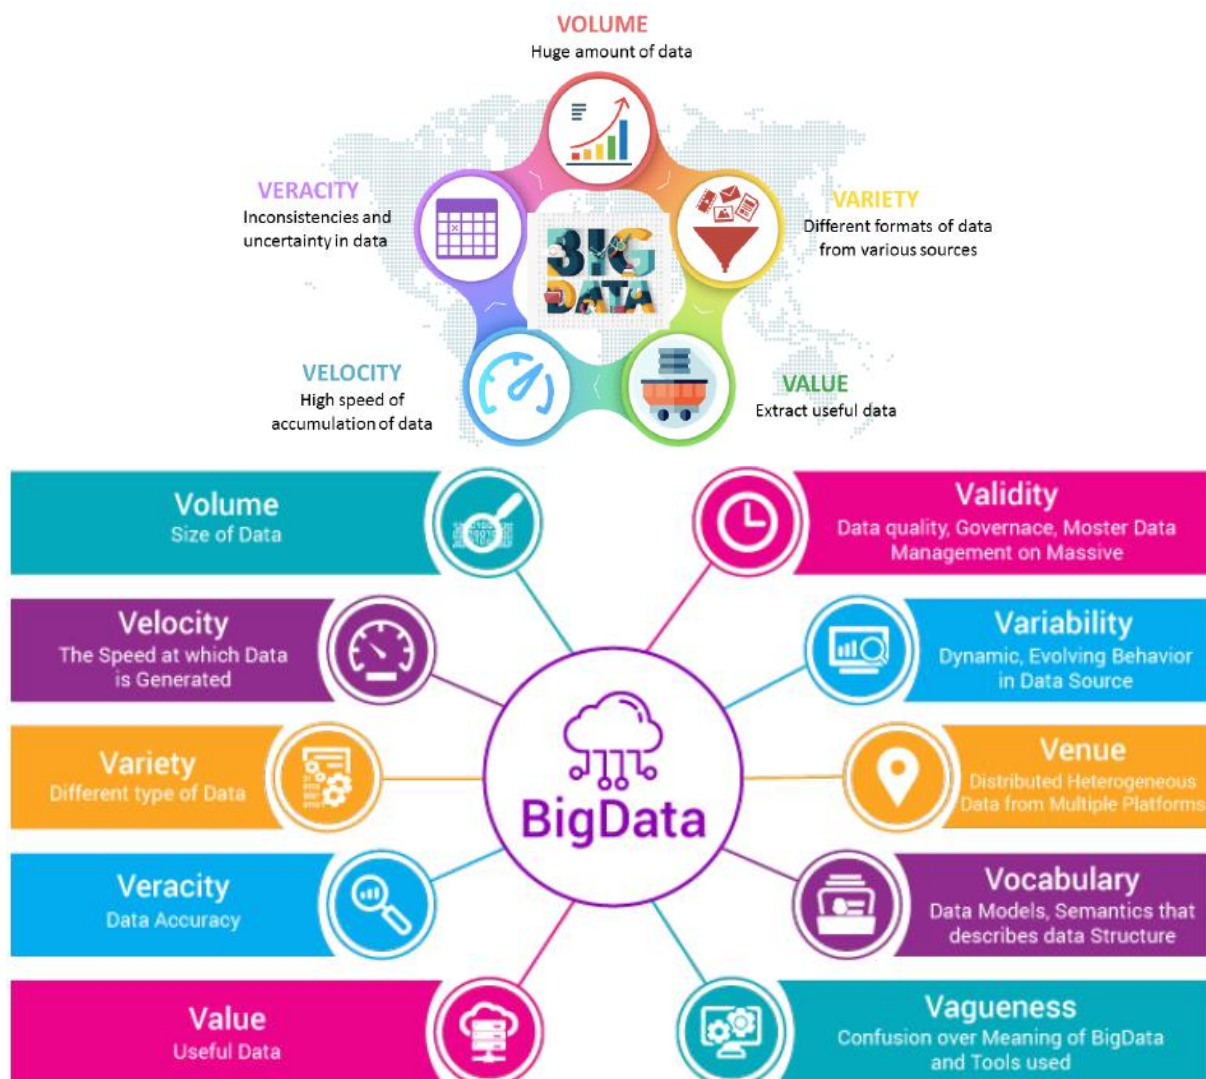 VOLUME
Huge amount of data
VERACITY
Inconsistencies and
uncertainty in data
VARIETY
Different formats of data
from various sources
BIG
DATA
VELOCITY
High speed of
accumulation of data
VALUE
Extract useful data
Volume
Size of Data
Validity
Data quality, Governace, Moster Data
Management on Massive
Velocity
The Speed at which Data
is Generated
Variability
Dynamic, Evolving Behavior
in Data Source
Variety
Different type of Data
BigData
Venue
Distributed Heterogeneous
Data from Multiple Platforms
Veracity
Data Accuracy
Vocabulary
Data Models, Semantics that
describes data Structure
Value
Useful Data
Vagueness
Confusion over Meaning of BigData
and Tools used